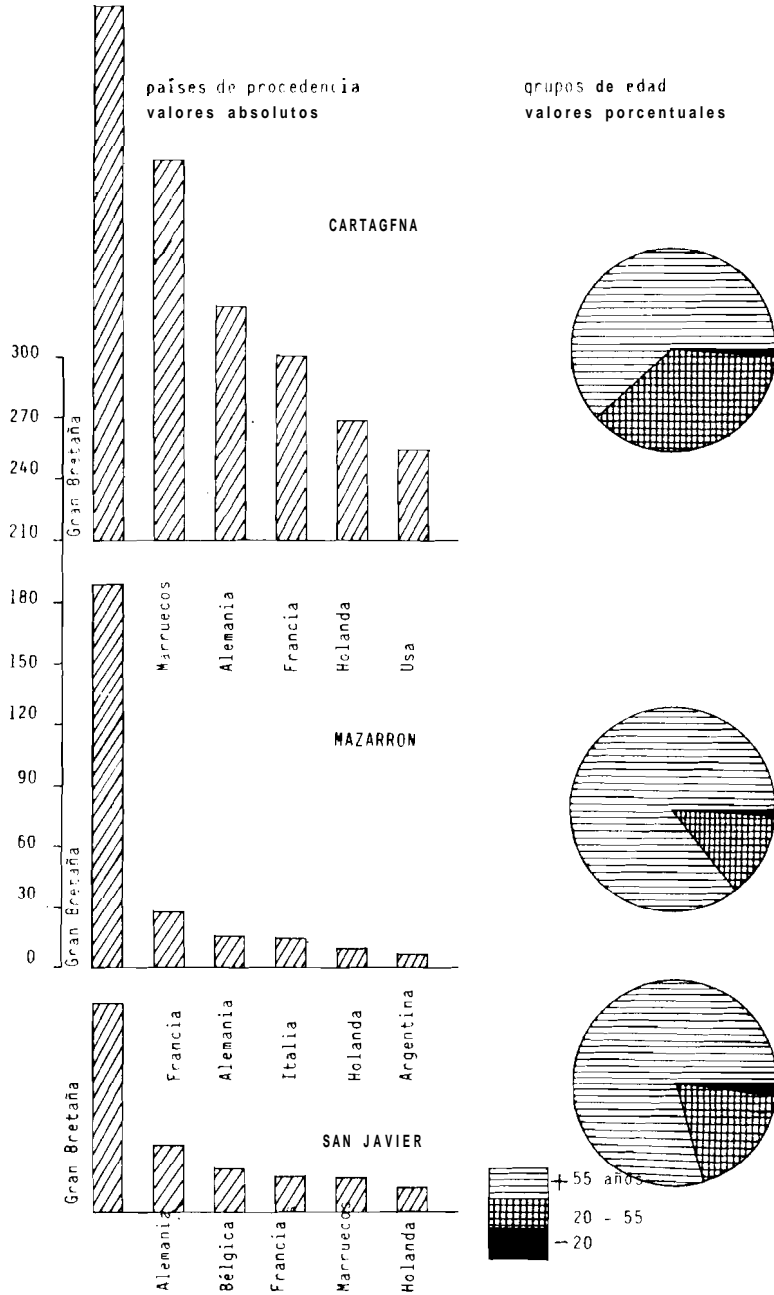 países de procedencia
valores absolutos
grupos de edad
valores porcentuales
CARTAGFNA
300
270
240
210
180
150
120
90
60
30
0
Gran Bretaña
Marruecos
Alemania
Francia
Holanda
Usa
MAZARRON
Gran Bretaña
Francia
Alemania
Italia
Holanda
Argentina
SAN JAVIER
Gran Bretaña
Alemania
Bélgica
Francia
Marruecos
Holanda
+ 55 años
20 - 55
- 20